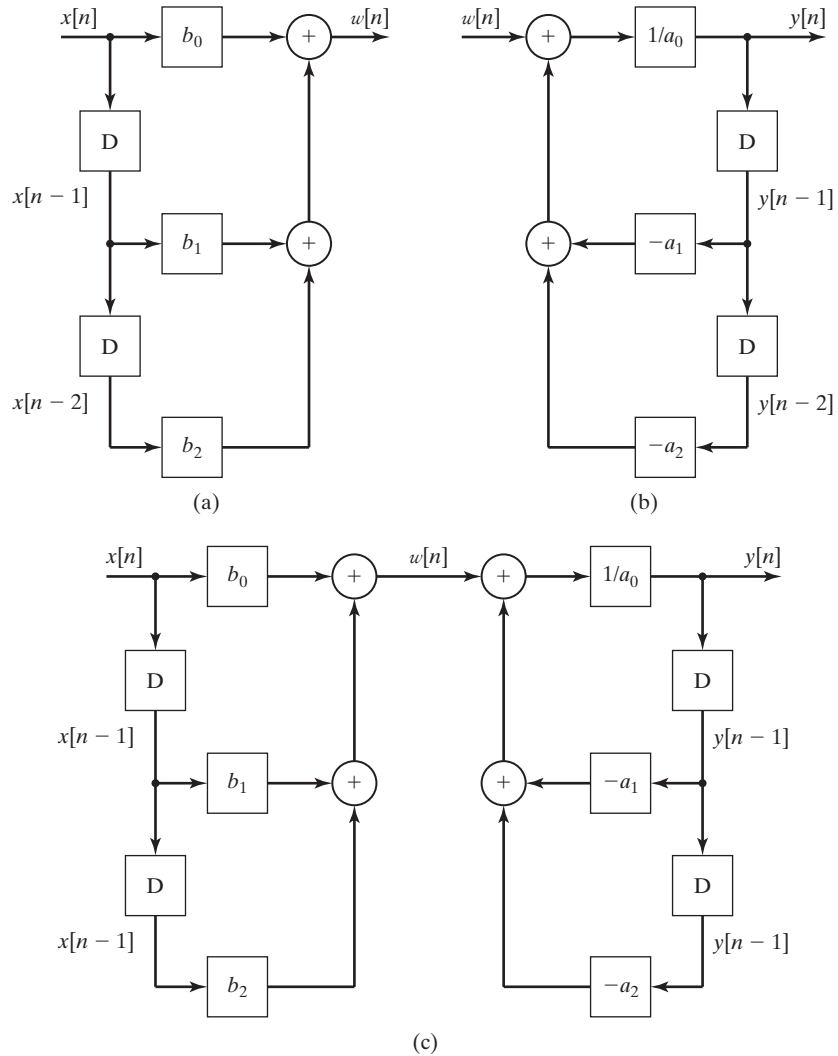 x[n] b₀ + w[n]
w[n] + 1/a₀ y[n]
D
D
x[n − 1]
y[n − 1]
b₁ +
+ −a₁
D
D
x[n − 2]
y[n − 2]
b₂
−a₂
(a)
(b)
x[n] b₀ + w[n] + 1/a₀ y[n]
D
D
x[n − 1]
y[n − 1]
b₁ + + −a₁
D
D
x[n − 1]
y[n − 1]
b₂
−a₂
(c)